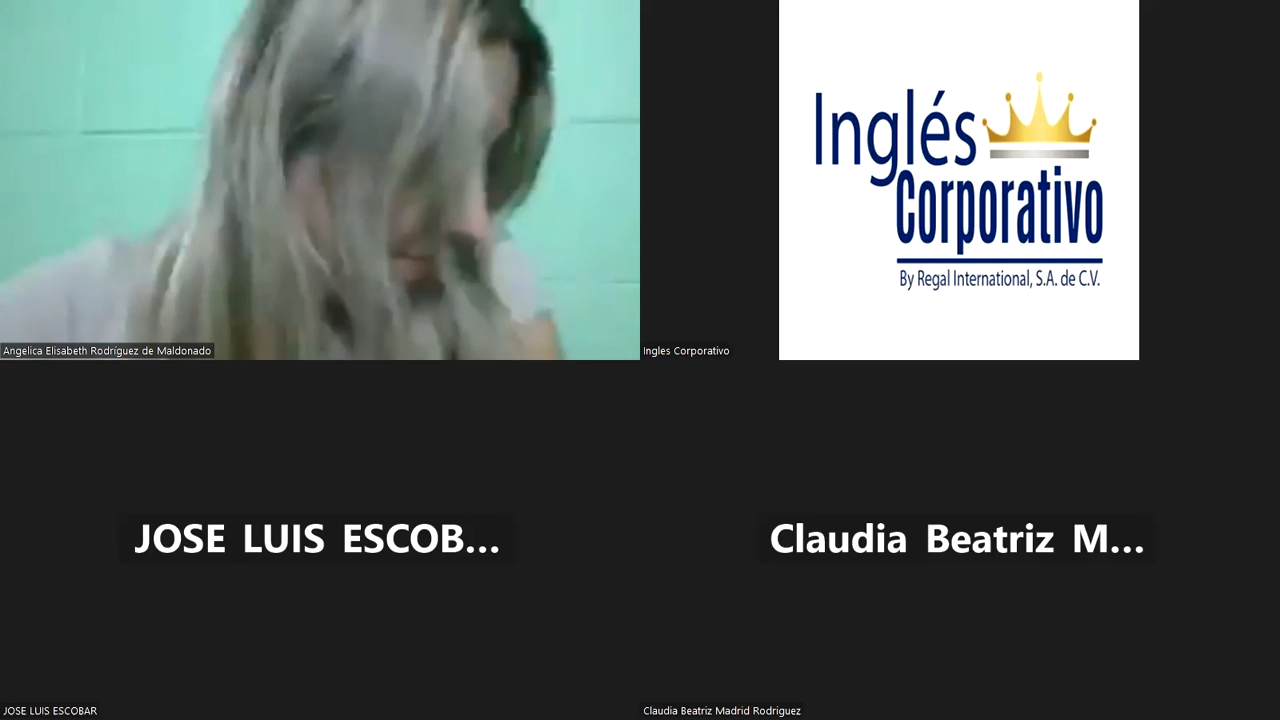 Inglés
Corporativo
By Regal International, S.A. de C.V.
Angelica Elisabeth Rodríguez de Maldonado
Ingles Corporativo
JOSE LUIS ESCOB...
Claudia Beatriz M...
JOSE LUIS ESCOBAR
Claudia Beatriz Madrid Rodriguez